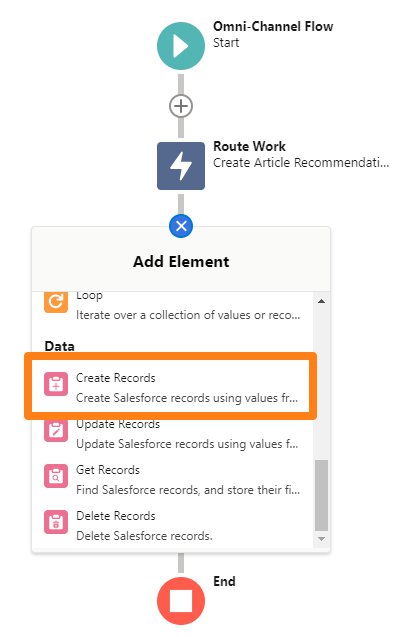 Omni-Channel Flow
Start
Route Work
Create Article Recommendati...
Add Element
Loop
Iterate over a collection of values or reco...
Data
Create Records
Create Salesforce records using values fr...
Update Records
Update Salesforce records using values f...
Get Records
Find Salesforce records, and store their fi...
Delete Records
Delete Salesforce records.
End